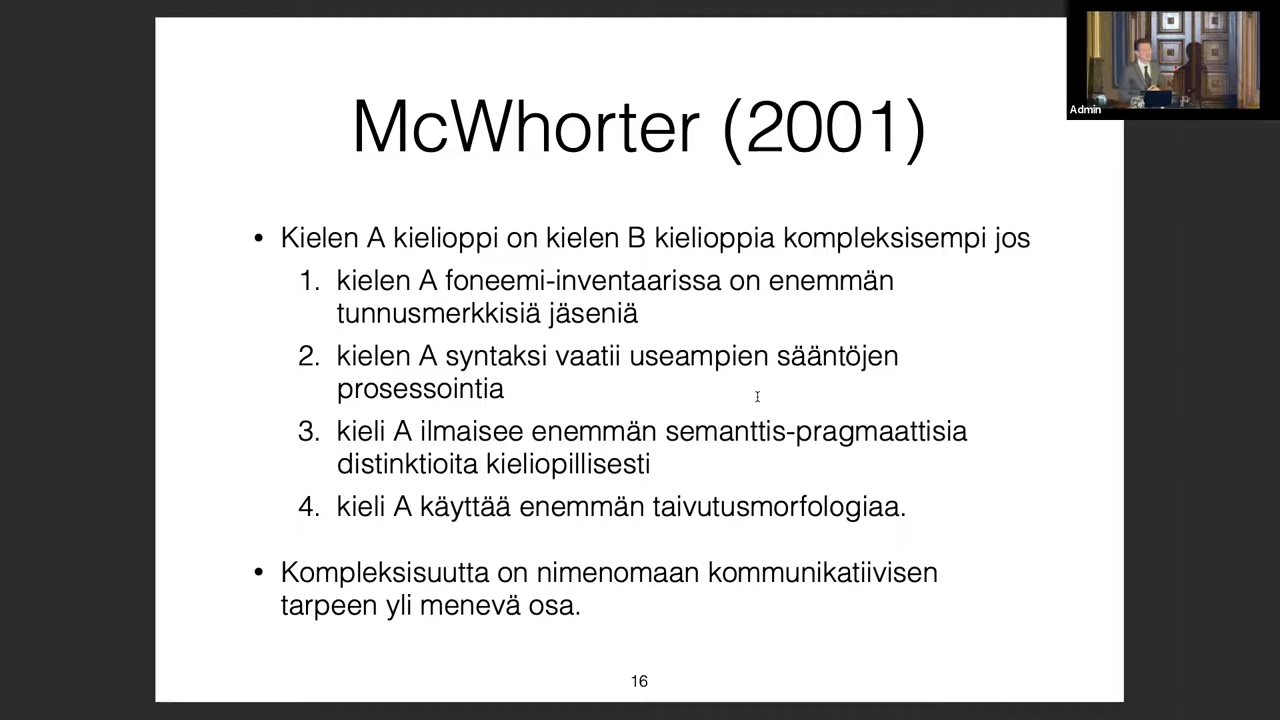 Admin
McWhorter (2001)
• Kielen A kielioppi on kielen B kielioppia kompleksisempi jos
1. kielen A foneemi-inventaarissa on enemmän
tunnusmerkkisiä jäseniä
2. kielen A syntaksi vaatii useampien sääntöjen
prosessointia
3. kieli A ilmaisee enemmän semanttis-pragmaattisia
distinktioita kieliopillisesti
4. kieli A käyttää enemmän taivutusmorfologiaa.
• Kompleksisuutta on nimenomaan kommunikatiivisen
tarpeen yli menevä osa.
16